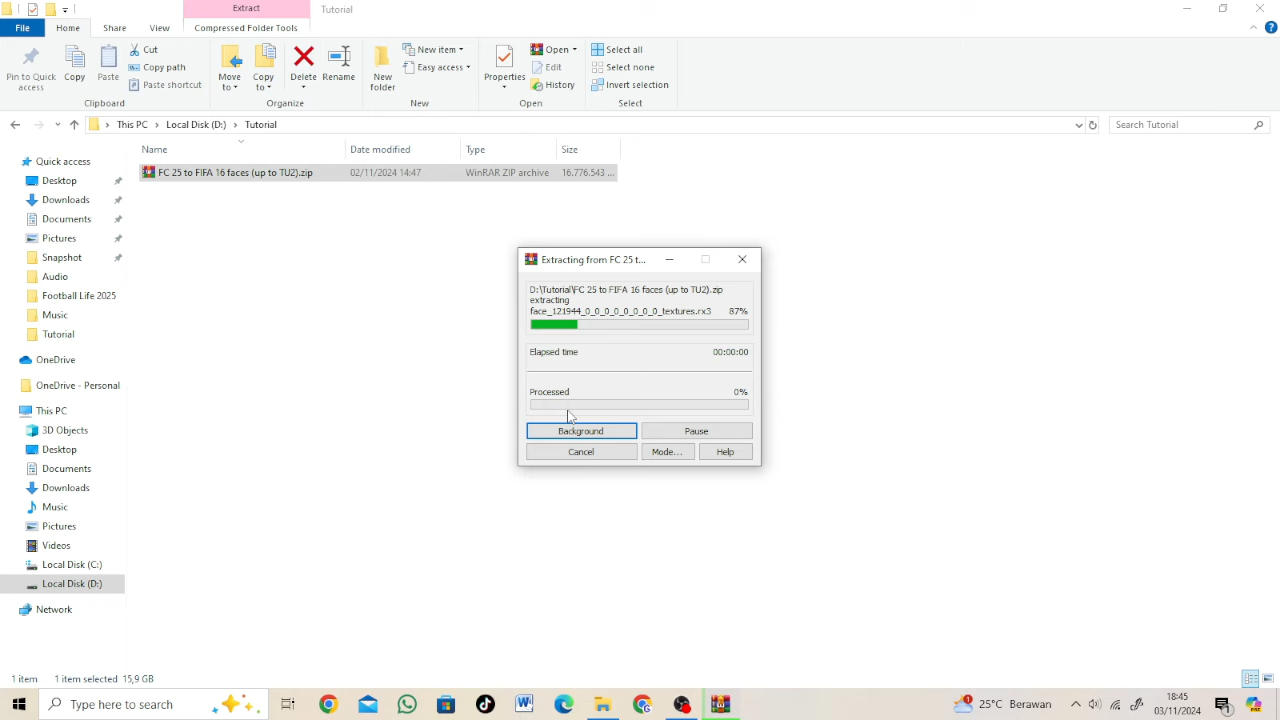 Extract
Tutorial
File
Home
Share
View
Compressed Folder Tools
Pin to Quick access
Copy
Paste
Cut
Copy path
Paste shortcut
Clipboard
Move to
Copy to
Delete
Rename
Organize
New folder
New item
Easy access
New
Properties
Open
Edit
History
Open
Select all
Select none
Invert selection
Select
This PC > Local Disk (D:) > Tutorial
Search Tutorial
Name
Date modified
Type
Size
FC 25 to FIFA 16 faces (up to TU2).zip
02/11/2024 14:47
WinRAR ZIP archive
16.776.543 ...
Quick access
Desktop
Downloads
Documents
Pictures
Snapshot
Audio
Football Life 2025
Music
Tutorial
OneDrive
OneDrive - Personal
This PC
3D Objects
Desktop
Documents
Downloads
Music
Pictures
Videos
Local Disk (C:)
Local Disk (D:)
Network
Extracting from FC 25 t...
D:\Tutorial\FC 25 to FIFA 16 faces (up to TU2).zip
extracting
face_121944_0_0_0_0_0_0_0_0_textures.rx3 87%
Elapsed time 00:00:00
Processed 0%
Background
Pause
Cancel
Mode...
Help
1 item
1 item selected 15,9 GB
Type here to search
25°C Berawan
18:45
03/11/2024